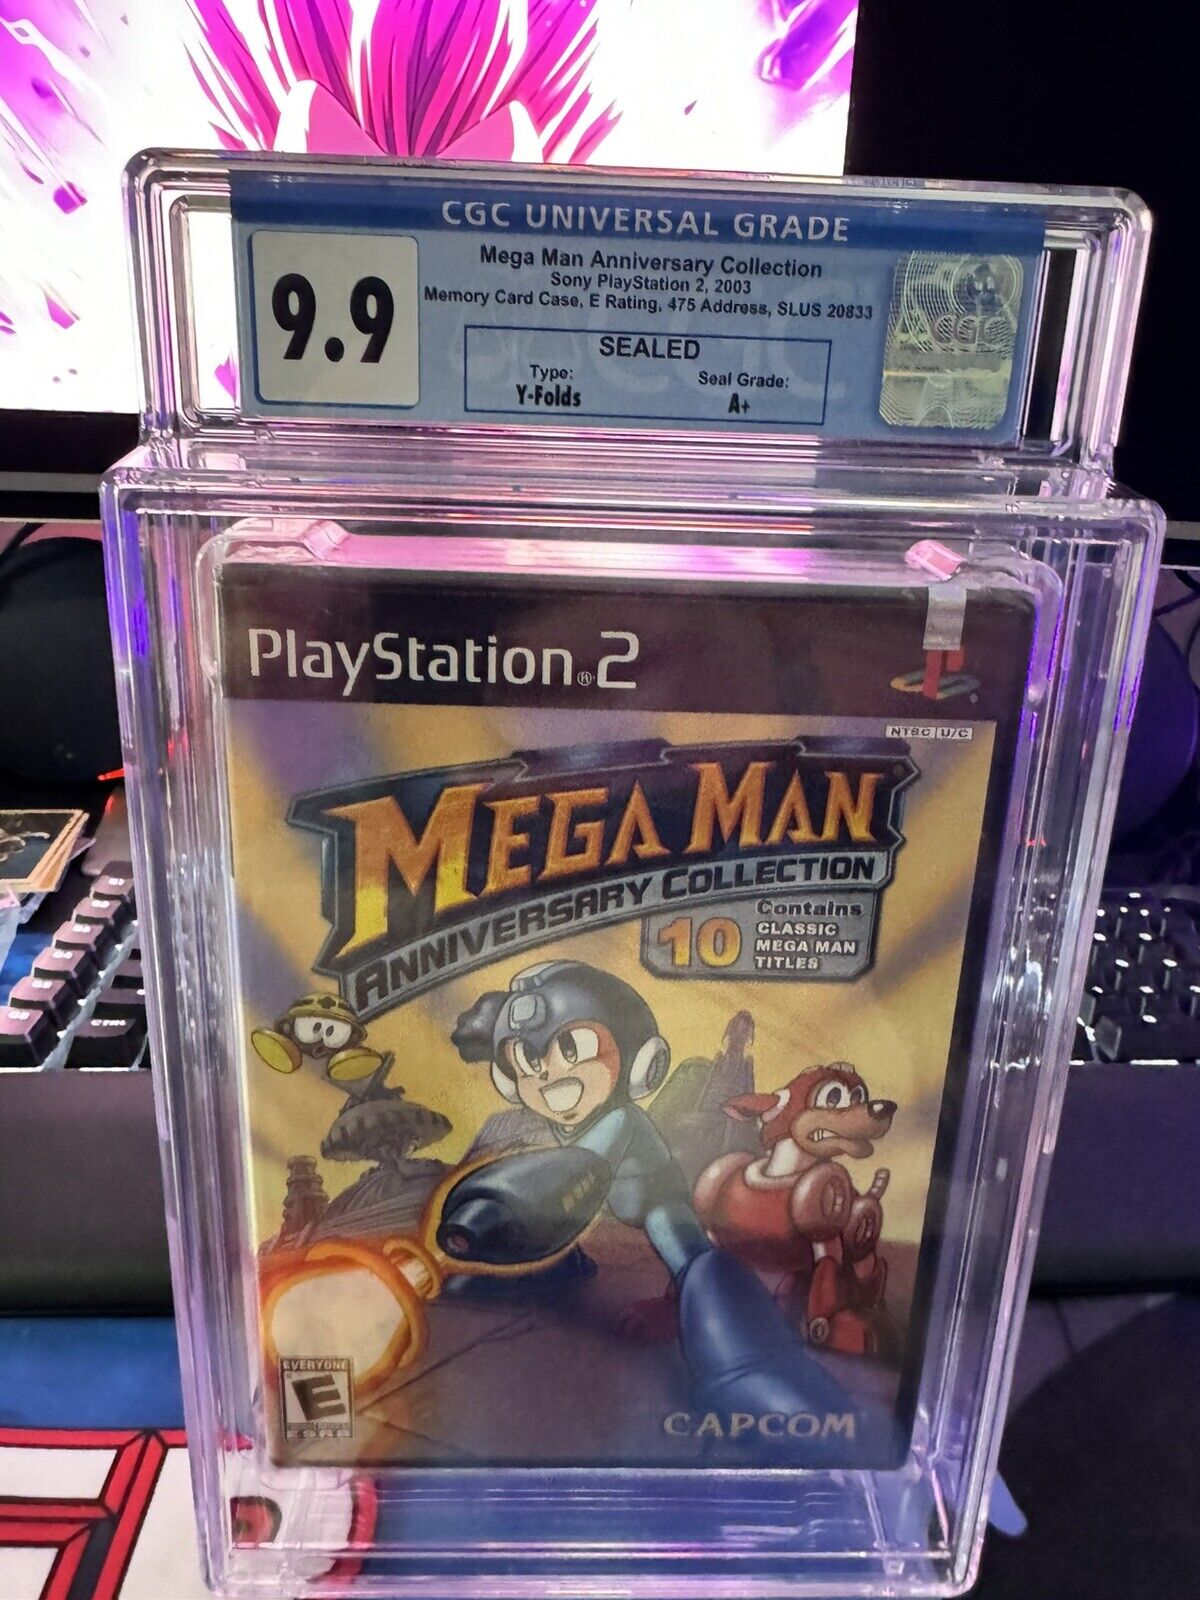 CGC UNIVERSAL GRADE
9.9
Mega Man Anniversary Collection
Sony PlayStation 2, 2003
Memory Card Case, E Rating, 475 Address, SLUS 20833
SEALED
Type:
Y-Folds
Seal Grade:
A+
CGC
PlayStation®2
NTSC U/C
MEGA MAN
ANNIVERSARY COLLECTION
10
Contains
CLASSIC
MEGA MAN
TITLES
EVERYONE
E
ESRB
CAPCOM